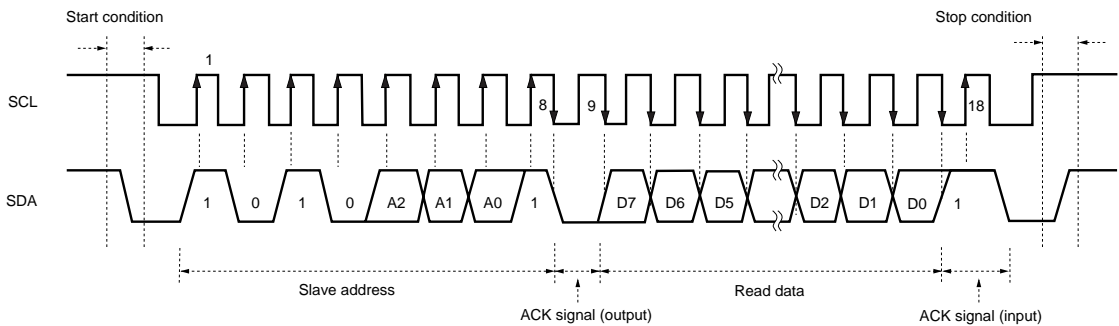 Start condition
Stop condition
1
SCL
8
9
18
SDA
1
0
1
0
A2
A1
A0
1
D7
D6
D5
D2
D1
D0
1
Slave address
Read data
ACK signal (output)
ACK signal (input)